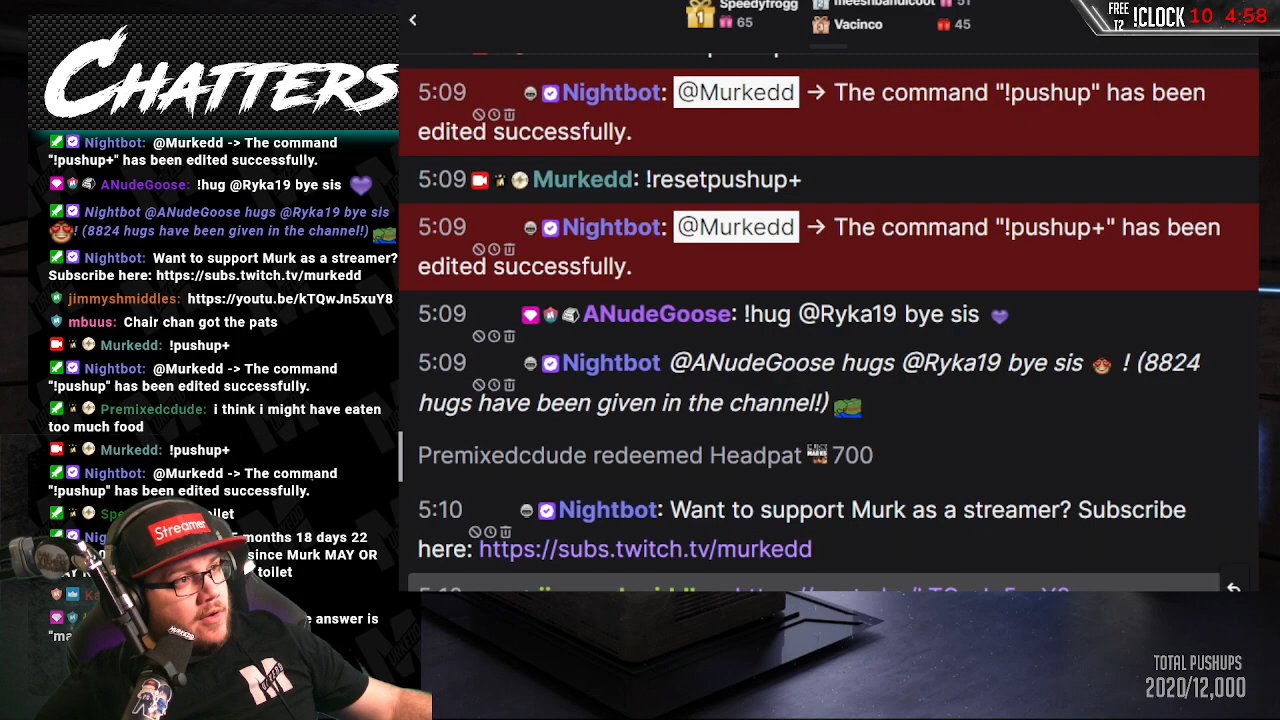 CHATTERS
Nightbot: @Murkedd -> The command
"!pushup+" has been edited successfully.
ANudeGoose: !hug @Ryka19 bye sis
Nightbot @ANudeGoose hugs @Ryka19 bye sis
! (8824 hugs have been given in the channel!)
Nightbot: Want to support Murk as a streamer?
Subscribe here: https://subs.twitch.tv/murkedd
jimmyshmiddles: https://youtu.be/kTQwJn5xuY8
mbuus: Chair chan got the pats
Murkedd: !pushup+
Nightbot: @Murkedd -> The command
"!pushup" has been edited successfully.
Premixedcdude: i think i might have eaten
too much food
Murkedd: !pushup+
Nightbot: @Murkedd -> The command
"!pushup" has been edited successfully.
months 18 days 22
since Murk MAY OR
toilet
answer is
Streamer
Speedyfrogg
1
65
meeshbandicoot 51
Vacinco 45
FREE
12
!CLOCK 10 4:58
5:09 Nightbot: @Murkedd → The command "!pushup" has been
edited successfully.
5:09 Murkedd: !resetpushup+
5:09 Nightbot: @Murkedd → The command "!pushup+" has been
edited successfully.
5:09 ANudeGoose: !hug @Ryka19 bye sis
5:09 Nightbot @ANudeGoose hugs @Ryka19 bye sis ! (8824
hugs have been given in the channel!)
Premixedcdude redeemed Headpat 700
5:10 Nightbot: Want to support Murk as a streamer? Subscribe
here: https://subs.twitch.tv/murkedd
TOTAL PUSHUPS
2020/12,000